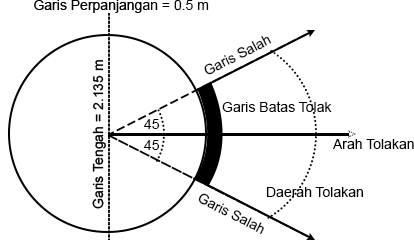 Garis Perpanjangan = 0.5 m
Garis Salah
Garis Tengah = 2.135 m
Garis Batas Tolak
45
45
Arah Tolakan
Daerah Tolakan
Garis Salah